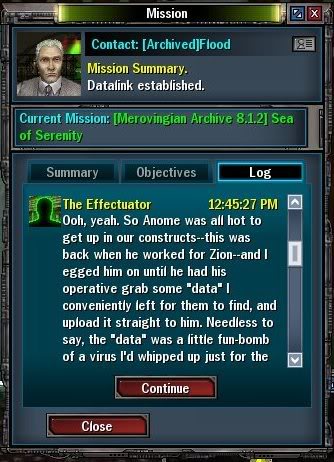 Mission
Contact: [Archived]Flood
Mission Summary.
Datalink established.
Current Mission: [Merovingian Archive 8.1.2] Sea
of Serenity
Summary Objectives Log
The Effectuator 12:45:27 PM
Ooh, yeah. So Anome was all hot
to get up in our constructs--this
was back when he worked for Zion--and I
egged him on until he had his
operative grab some "data" I
conveniently left for them to find, and
upload it straight to him. Needless to
say, the "data" was a little fun-bomb
of a virus I'd whipped up just for the
Continue
Close